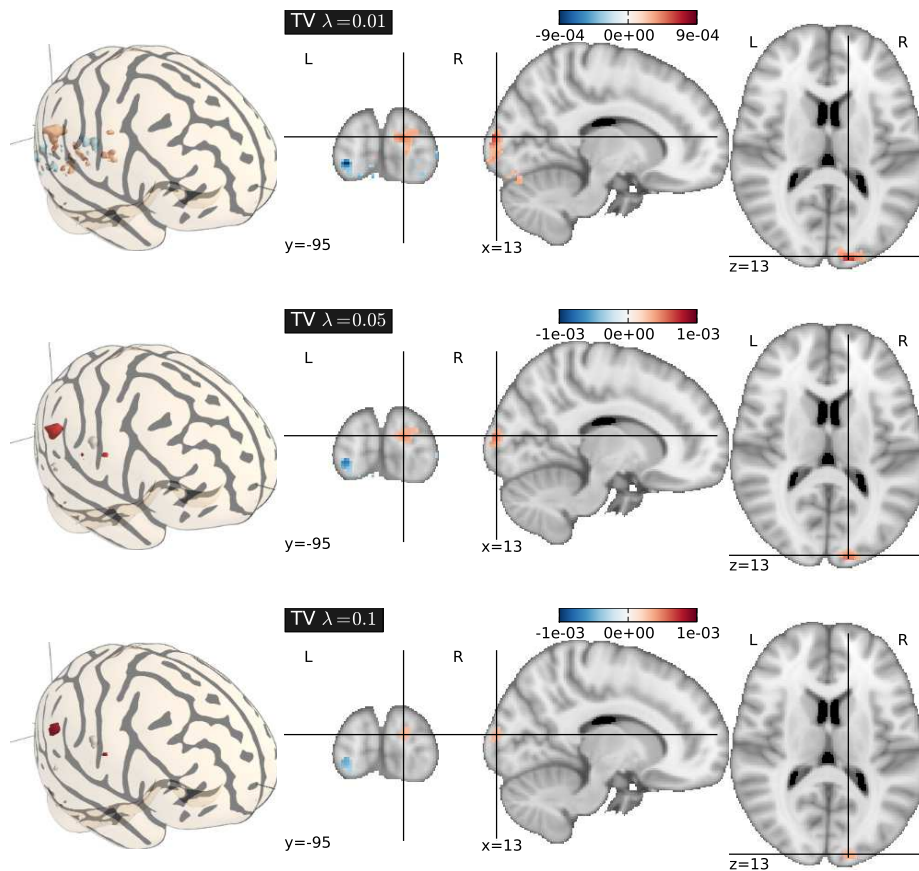 TV λ=0.01
-9e-04 0e+00 9e-04
L R L R
y=-95 x=13 z=13
TV λ=0.05
-1e-03 0e+00 1e-03
L R L R
y=-95 x=13 z=13
TV λ=0.1
-1e-03 0e+00 1e-03
L R L R
y=-95 x=13 z=13